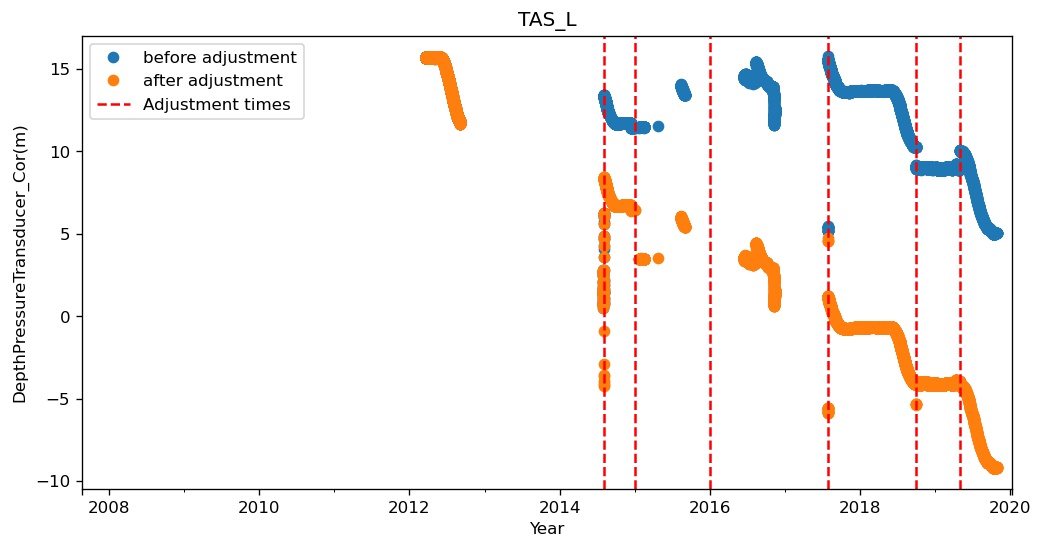 TAS_L
before adjustment
after adjustment
Adjustment times
DepthPressureTransducer_Cor(m)
15
10
5
0
−5
−10
2008 2010 2012 2014 2016 2018 2020
Year